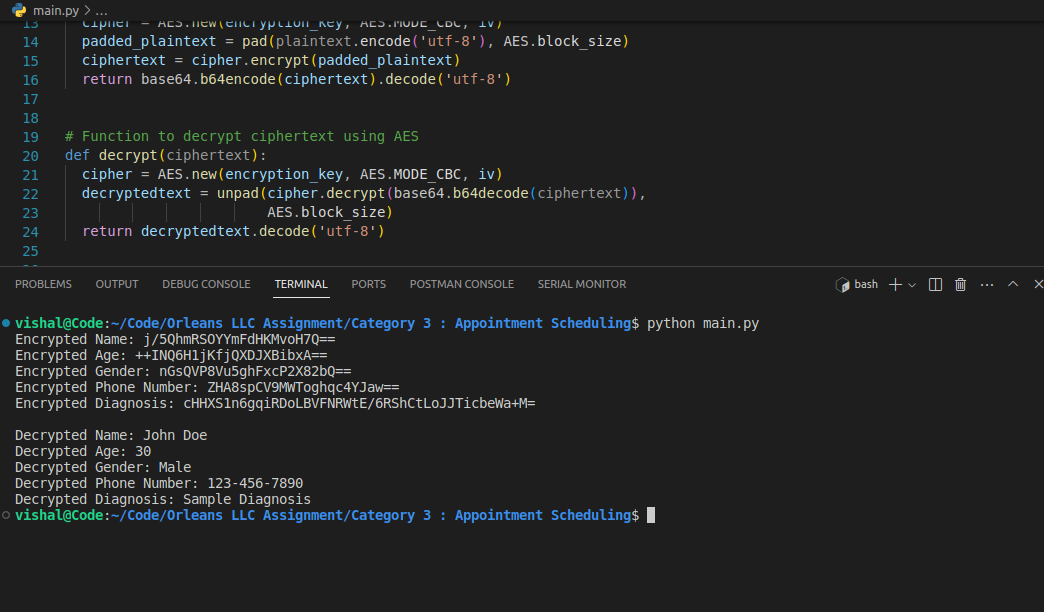 main.py > ...
13 cipher = AES.new(encryption_key, AES.MODE_CBC, iv)
14 padded_plaintext = pad(plaintext.encode('utf-8'), AES.block_size)
15 ciphertext = cipher.encrypt(padded_plaintext)
16 return base64.b64encode(ciphertext).decode('utf-8')
17
18
19 # Function to decrypt ciphertext using AES
20 def decrypt(ciphertext):
21 cipher = AES.new(encryption_key, AES.MODE_CBC, iv)
22 decryptedtext = unpad(cipher.decrypt(base64.b64decode(ciphertext)),
23 AES.block_size)
24 return decryptedtext.decode('utf-8')
25
PROBLEMS OUTPUT DEBUG CONSOLE TERMINAL PORTS POSTMAN CONSOLE SERIAL MONITOR bash
vishal@Code:~/Code/Orleans LLC Assignment/Category 3 : Appointment Scheduling$ python main.py
Encrypted Name: j/5QhmRSOYYmFdHKMvoH7Q==
Encrypted Age: ++INQ6H1jKfjQXDJXBibxA==
Encrypted Gender: nGsQVP8Vu5ghFxcP2X82bQ==
Encrypted Phone Number: ZHA8spCV9MWToghqc4YJaw==
Encrypted Diagnosis: cHHXS1n6gqiRDoLBVFNRWtE/6RShCtLoJJTicbeWa+M=
Decrypted Name: John Doe
Decrypted Age: 30
Decrypted Gender: Male
Decrypted Phone Number: 123-456-7890
Decrypted Diagnosis: Sample Diagnosis
vishal@Code:~/Code/Orleans LLC Assignment/Category 3 : Appointment Scheduling$